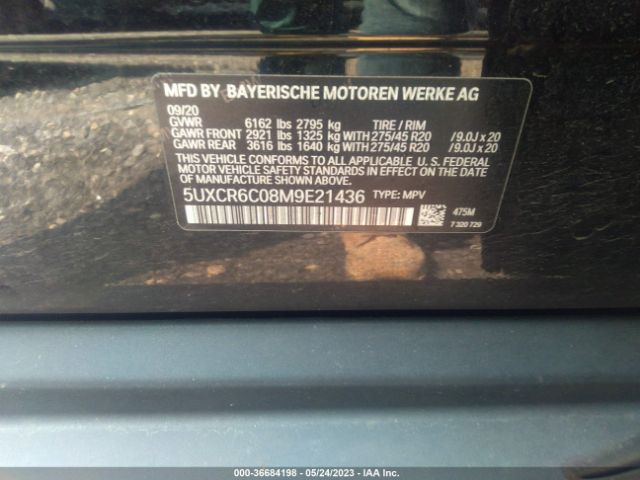 MFD BY BAYERISCHE MOTOREN WERKE AG
09/20
GVWR 6162 lbs 2795 kg TIRE / RIM
GAWR FRONT 2921 lbs 1325 kg WITH 275/45 R20 /9.0J x 20
GAWR REAR 3616 lbs 1640 kg WITH 275/45 R20 /9.0J x 20
THIS VEHICLE CONFORMS TO ALL APPLICABLE U. S. FEDERAL
MOTOR VEHICLE SAFETY STANDARDS IN EFFECT ON THE
DATE OF MANUFACTURE SHOWN ABOVE.
5UXCR6C08M9E21436 TYPE: MPV
475M
7 320 729
000-36684198 - 05/24/2023 - IAA Inc.